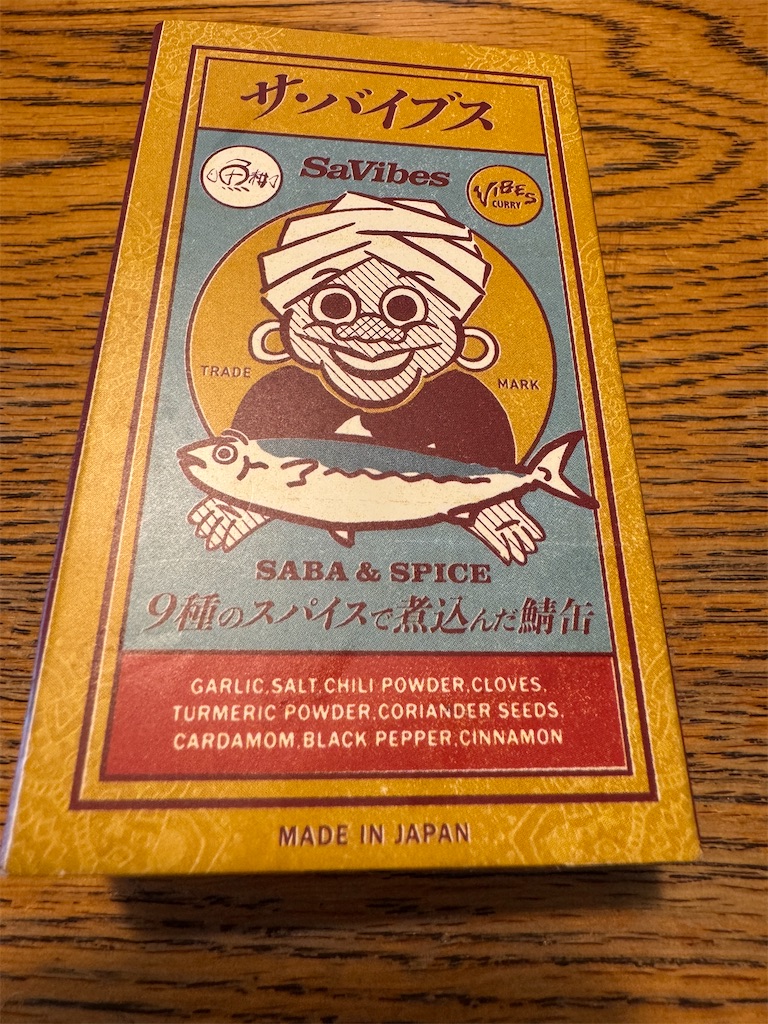 サ・バイブス
SaVibes
VIBES
CURRY
TRADE
MARK
SABA & SPICE
9種のスパイスで煮込んだ鯖缶
GARLIC,SALT,CHILI POWDER,CLOVES,
TURMERIC POWDER,CORIANDER SEEDS,
CARDAMOM,BLACK PEPPER,CINNAMON
MADE IN JAPAN